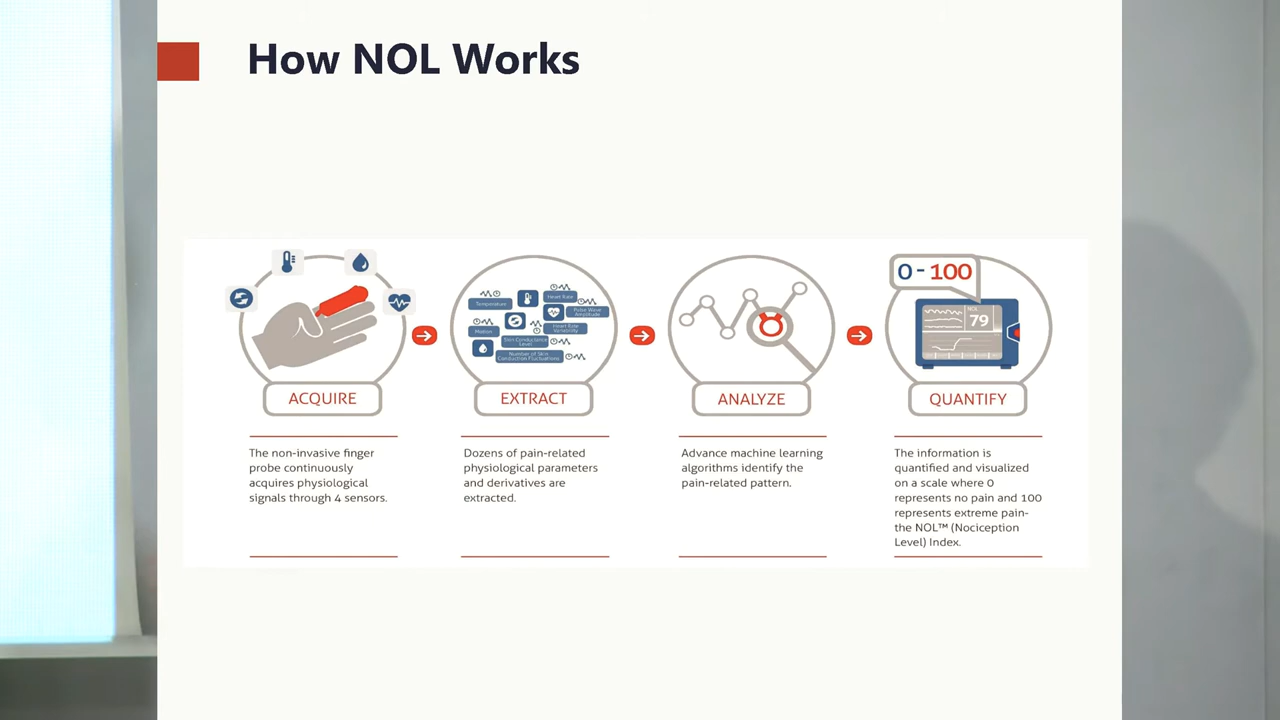 How NOL Works
0 - 100
Temperature
Heart Rate
Pulse Wave
Amplitude
Motion
Heart Rate
Variability
Skin Conductance
Level
Number of Skin
Conduction Fluctuations
NOL
79
ACQUIRE
EXTRACT
ANALYZE
QUANTIFY
The non-invasive finger
probe continuously
acquires physiological
signals through 4 sensors.
Dozens of pain-related
physiological parameters
and derivatives are
extracted.
Advance machine learning
algorithms identify the
pain-related pattern.
The information is
quantified and visualized
on a scale where 0
represents no pain and 100
represents extreme pain-
the NOL™ (Nociception
Level) Index.